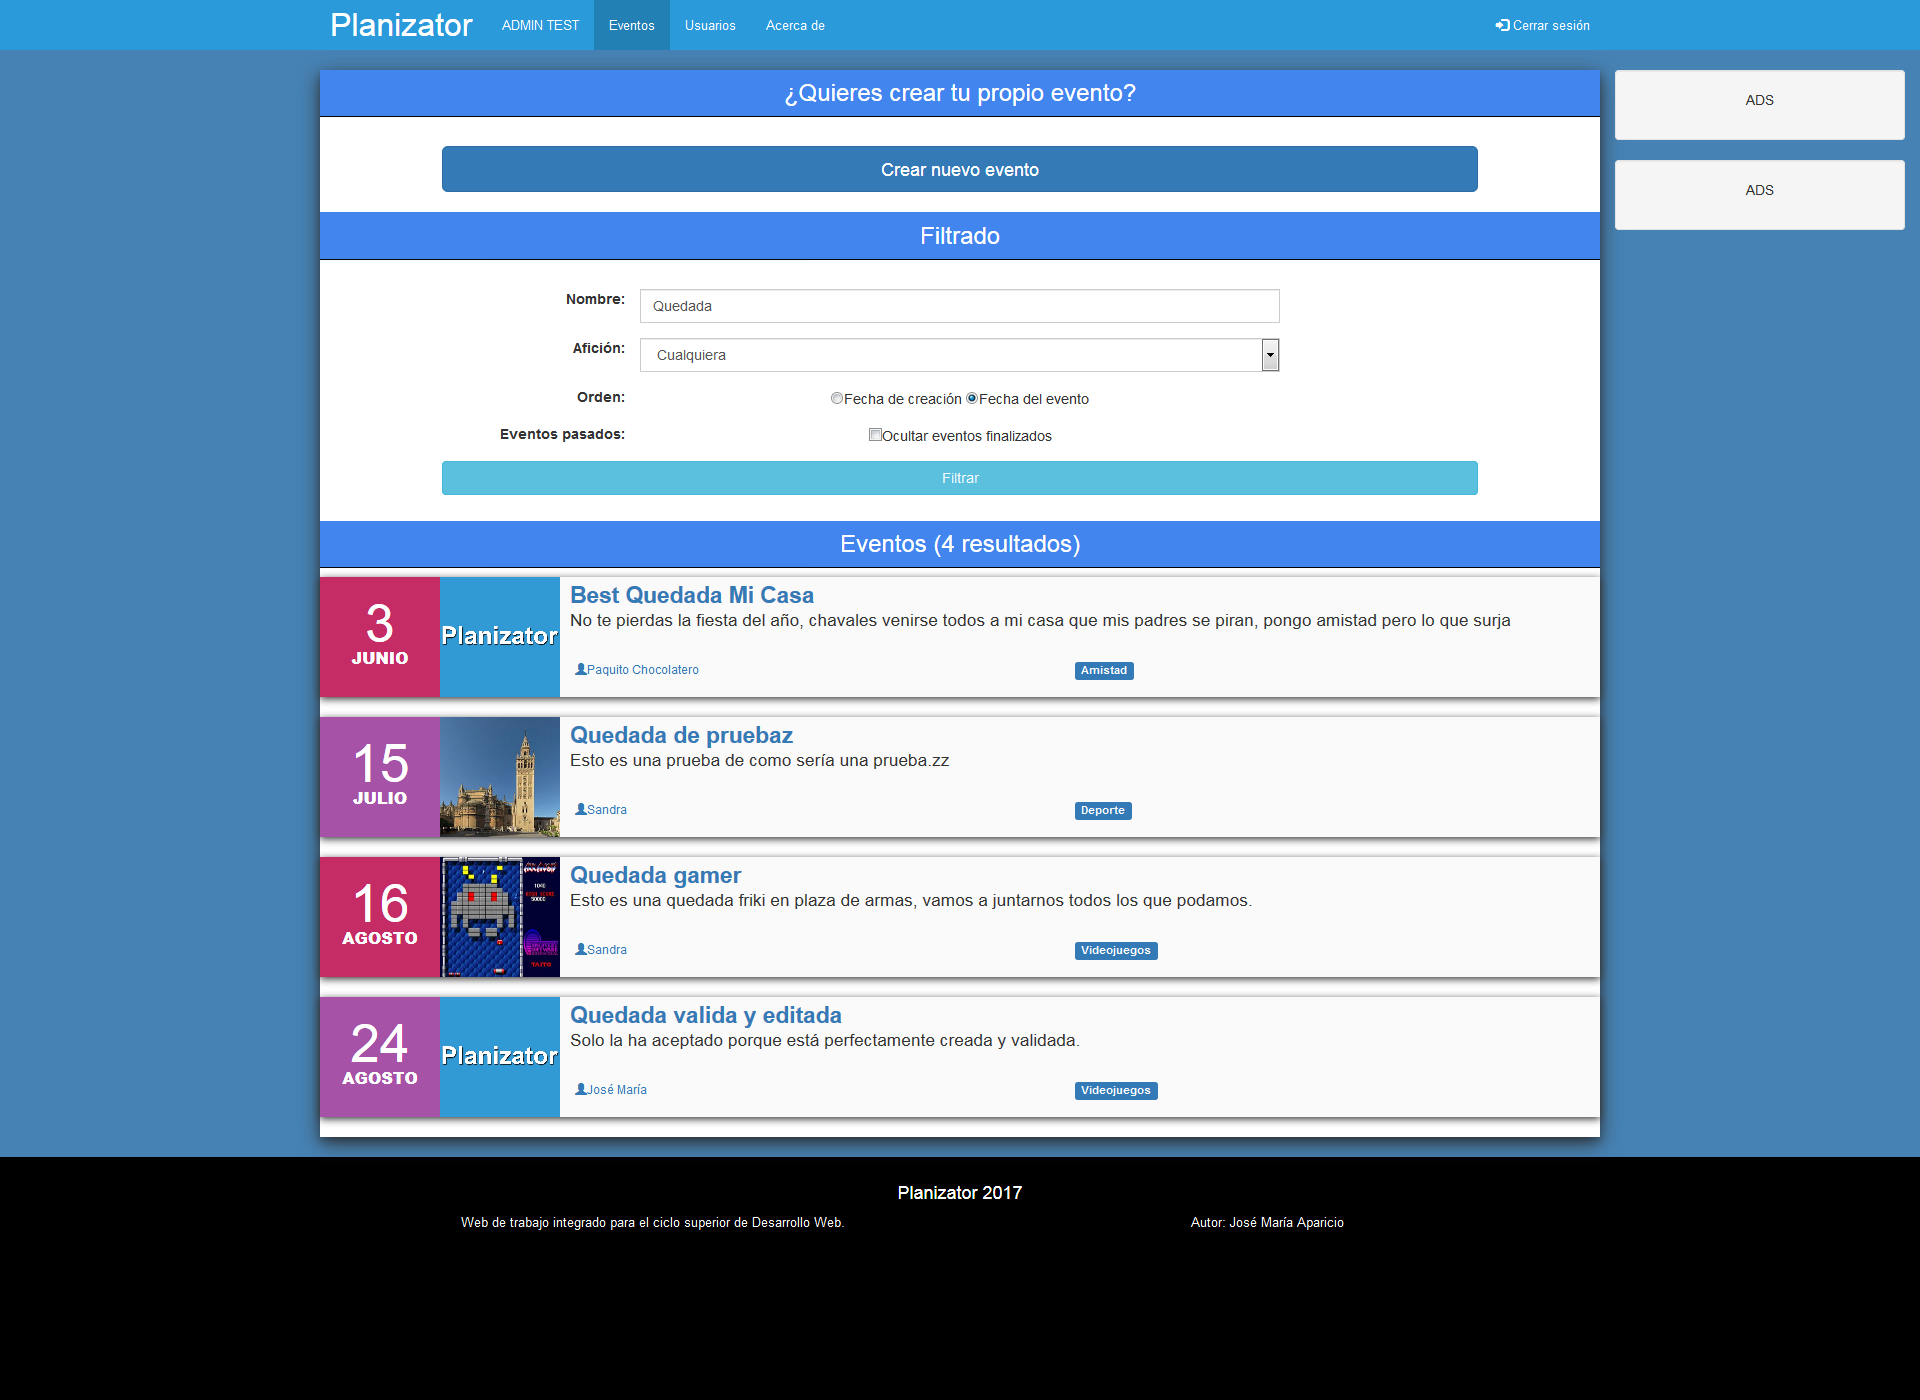 Planizator ADMIN TEST Eventos Usuarios Acerca de Cerrar sesión
¿Quieres crear tu propio evento?
ADS
Crear nuevo evento
ADS
Filtrado
Nombre: Quedada
Afición: Cualquiera
Orden: Fecha de creación Fecha del evento
Eventos pasados: Ocultar eventos finalizados
Filtrar
Eventos (4 resultados)
3
JUNIO
Planizator
Best Quedada Mi Casa
No te pierdas la fiesta del año, chavales venirse todos a mi casa que mis padres se piran, pongo amistad pero lo que surja
Paquito Chocolatero Amistad
15
JULIO
Quedada de pruebaz
Esto es una prueba de como sería una prueba.zz
Sandra Deporte
16
AGOSTO
50000
TAITO
Quedada gamer
Esto es una quedada friki en plaza de armas, vamos a juntarnos todos los que podamos.
Sandra Videojuegos
24
AGOSTO
Planizator
Quedada valida y editada
Solo la ha aceptado porque está perfectamente creada y validada.
José María Videojuegos
Planizator 2017
Web de trabajo integrado para el ciclo superior de Desarrollo Web. Autor: José María Aparicio